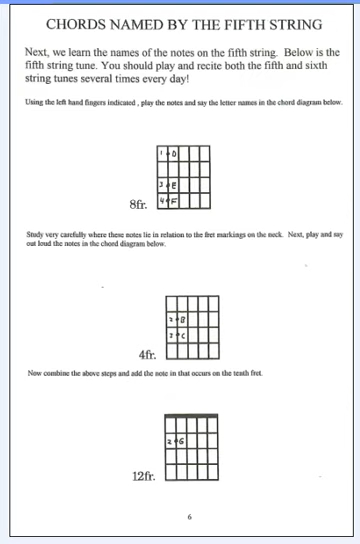 CHORDS NAMED BY THE FIFTH STRING
Next, we learn the names of the notes on the fifth string. Below is the
fifth string tune. You should play and recite both the fifth and sixth
string tunes several times every day!
Using the left hand fingers indicated , play the notes and say the letter names in the chord diagram below.
1 D
3 E
4 F
8fr.
Study very carefully where these notes lie in relation to the fret markings on the neck. Next, play and say
out loud the notes in the chord diagram below.
2 B
2 C
4fr.
Now combine the above steps and add the note in that occurs on the tenth fret.
2 G
12fr.
6